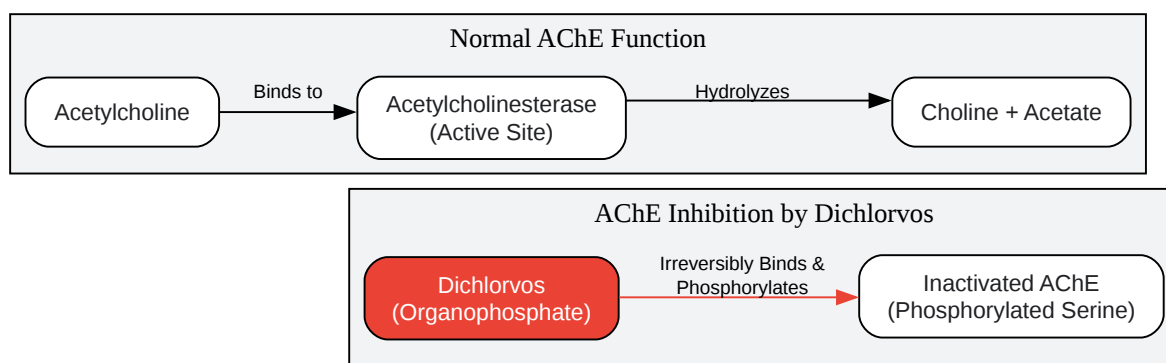 Normal AChE Function
Acetylcholine
Binds to
Acetylcholinesterase
(Active Site)
Hydrolyzes
Choline + Acetate
AChE Inhibition by Dichlorvos
Dichlorvos
(Organophosphate)
Irreversibly Binds &
Phosphorylates
Inactivated AChE
(Phosphorylated Serine)